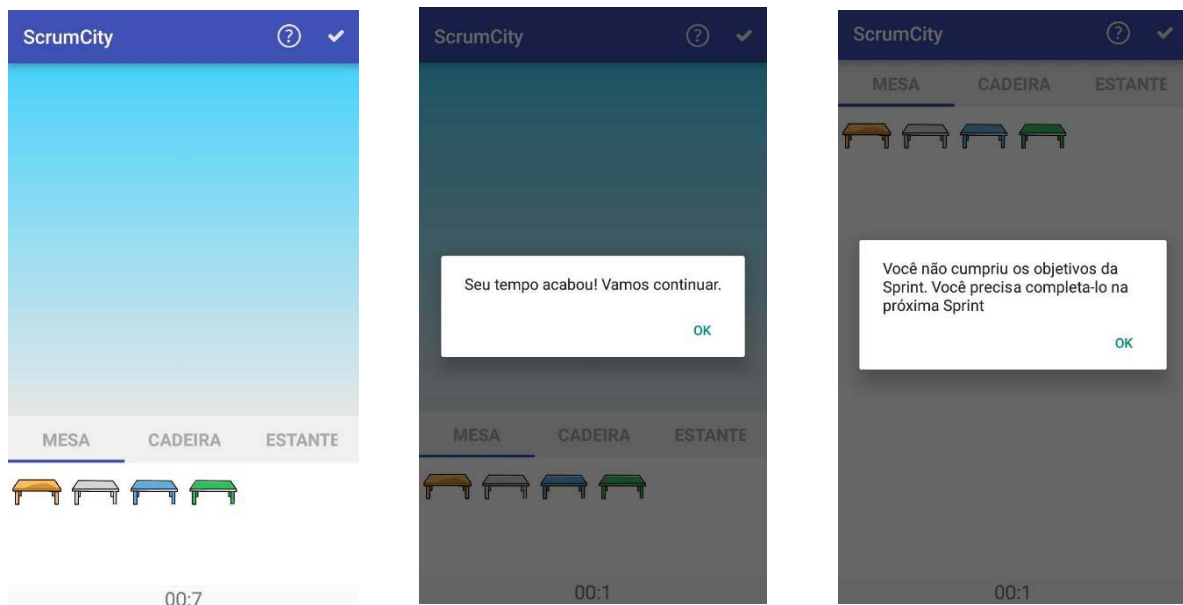 ScrumCity
MESA CADEIRA ESTANTE
00:7
ScrumCity
Seu tempo acabou! Vamos continuar.
OK
MESA CADEIRA ESTANTE
00:1
ScrumCity
MESA CADEIRA ESTANTE
Você não cumpriu os objetivos da
Sprint. Você precisa completa-lo na
próxima Sprint
OK
00:1